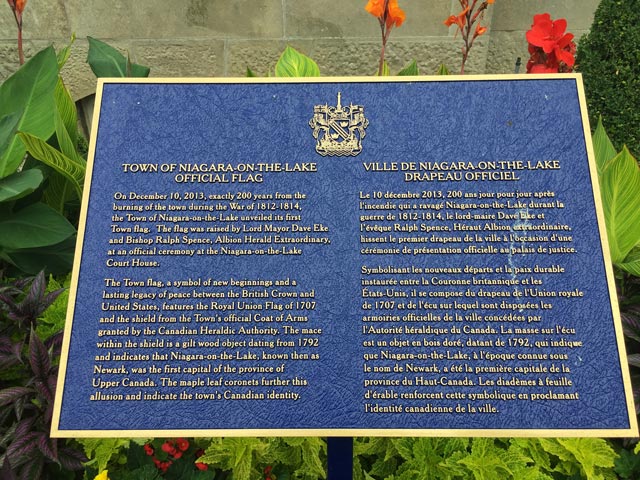 TOWN OF NIAGARA-ON-THE-LAKE
OFFICIAL FLAG
On December 10, 2013, exactly 200 years from the
burning of the town during the War of 1812-1814,
the Town of Niagara-on-the-Lake unveiled its first
Town flag. The flag was raised by Lord Mayor Dave Eke
and Bishop Ralph Spence, Albion Herald Extraordinary,
at an official ceremony at the Niagara-on-the-Lake
Court House.
The Town flag, a symbol of new beginnings and a
lasting legacy of peace between the British Crown and
United States, features the Royal Union Flag of 1707
and the shield from the Town's official Coat of Arms
granted by the Canadian Heraldic Authority. The mace
within the shield is a gilt wood object dating from 1792
and indicates that Niagara-on-the-Lake, known then as
Newark, was the first capital of the province of
Upper Canada. The maple leaf coronets further this
allusion and indicate the town's Canadian identity.
VILLE DE NIAGARA-ON-THE-LAKE
DRAPEAU OFFICIEL
Le 10 décembre 2013, 200 ans jour pour jour après
l'incendie qui a ravagé Niagara-on-the-Lake durant la
guerre de 1812-1814, le lord-maire Dave Eke et
l'évêque Ralph Spence, Héraut Albion extraordinaire,
hissent le premier drapeau de la ville à l'occasion d'une
cérémonie de présentation officielle au palais de justice.
Symbolisant les nouveaux départs et la paix durable
instaurée entre la Couronne britannique et les
États-Unis, il se compose du drapeau de l'Union royale
de 1707 et de l'écu sur lequel sont disposées les
armoiries officielles de la ville concédées par
l'Autorité héraldique du Canada. La masse sur l'écu
est un objet en bois doré, datant de 1792, qui indique
que Niagara-on-the-Lake, à l'époque connue sous
le nom de Newark, a été la première capitale de la
province du Haut-Canada. Les diadèmes à feuille
d'érable renforcent cette symbolique en proclamant
l'identité canadienne de la ville.